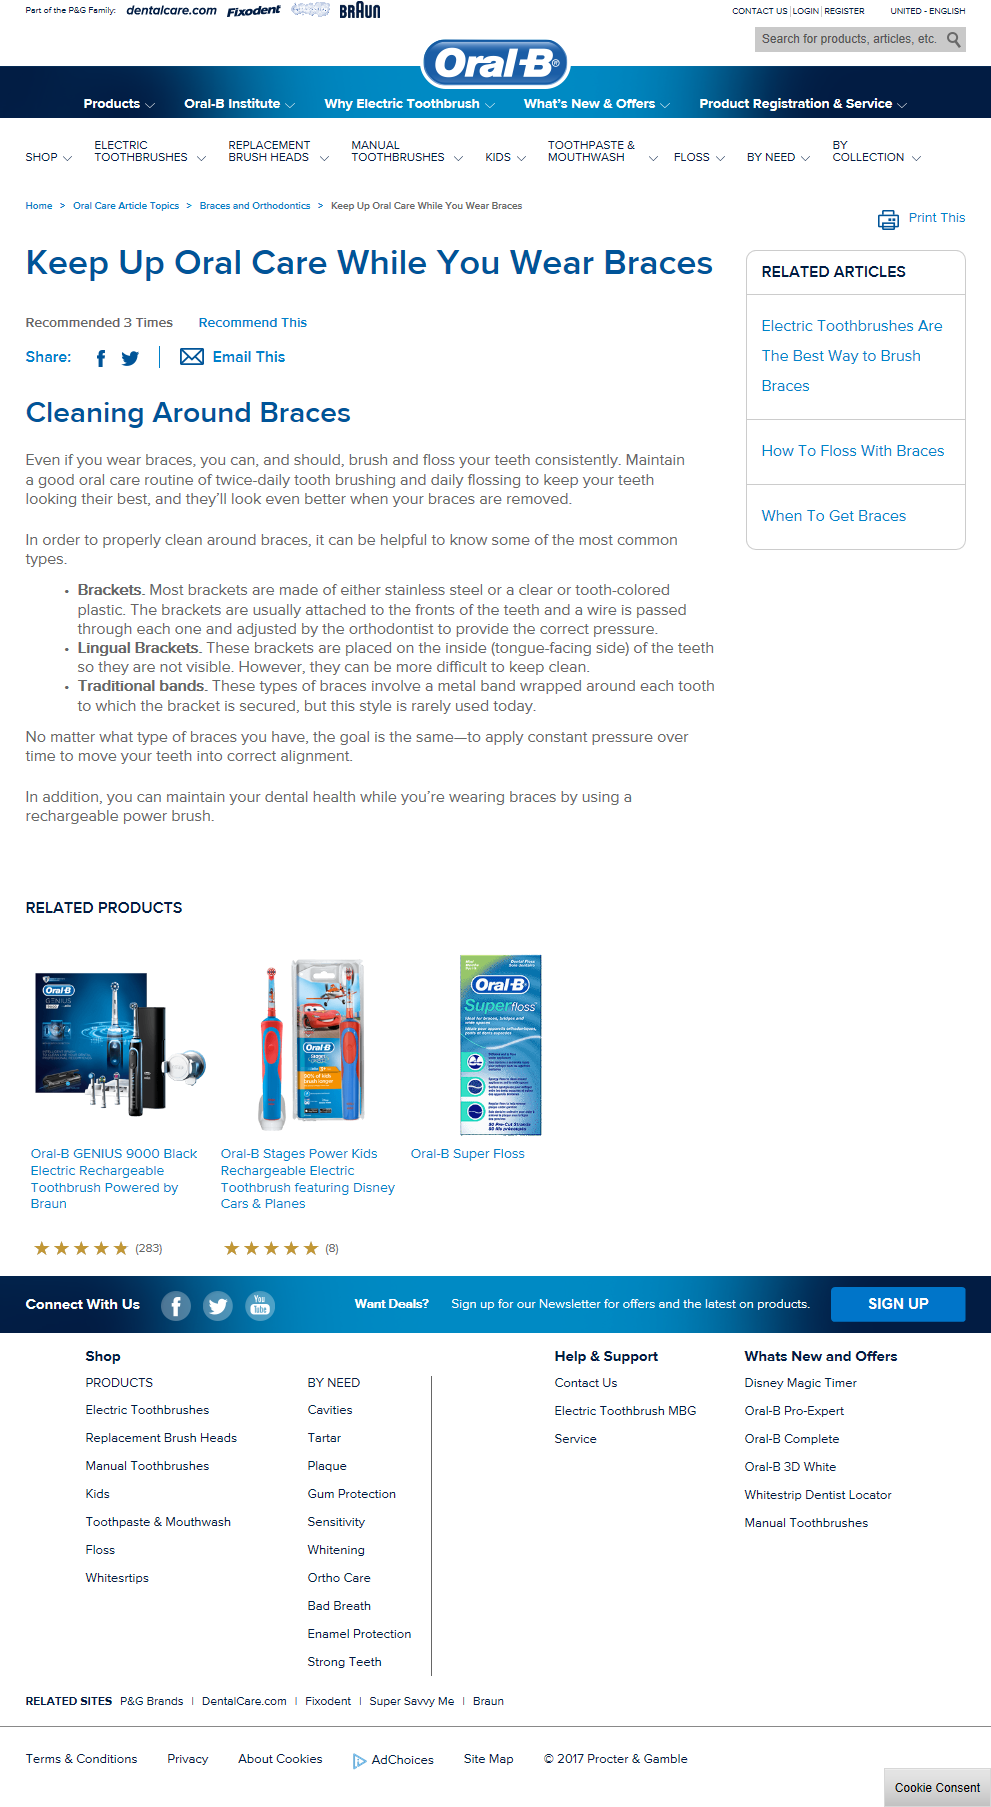 Part of the P&G Family: dentalcare.com Fixodent BRAUN
CONTACT US | LOGIN | REGISTER UNITED - ENGLISH
Search for products, articles, etc.
Oral-B®
Products Oral-B Institute Why Electric Toothbrush What's New & Offers Product Registration & Service
SHOP ELECTRIC TOOTHBRUSHES REPLACEMENT BRUSH HEADS MANUAL TOOTHBRUSHES KIDS TOOTHPASTE & MOUTHWASH FLOSS BY NEED BY COLLECTION
Home > Oral Care Article Topics > Braces and Orthodontics > Keep Up Oral Care While You Wear Braces
Print This
Keep Up Oral Care While You Wear Braces
Recommended 3 Times Recommend This
Share: Email This
RELATED ARTICLES
Electric Toothbrushes Are
The Best Way to Brush
Braces
How To Floss With Braces
When To Get Braces
Cleaning Around Braces
Even if you wear braces, you can, and should, brush and floss your teeth consistently. Maintain
a good oral care routine of twice-daily tooth brushing and daily flossing to keep your teeth
looking their best, and they'll look even better when your braces are removed.
In order to properly clean around braces, it can be helpful to know some of the most common
types.
• Brackets. Most brackets are made of either stainless steel or a clear or tooth-colored
plastic. The brackets are usually attached to the fronts of the teeth and a wire is passed
through each one and adjusted by the orthodontist to provide the correct pressure.
• Lingual Brackets. These brackets are placed on the inside (tongue-facing side) of the teeth
so they are not visible. However, they can be more difficult to keep clean.
• Traditional bands. These types of braces involve a metal band wrapped around each tooth
to which the bracket is secured, but this style is rarely used today.
No matter what type of braces you have, the goal is the same—to apply constant pressure over
time to move your teeth into correct alignment.
In addition, you can maintain your dental health while you're wearing braces by using a
rechargeable power brush.
RELATED PRODUCTS
Oral-B
GENIUS
Oral-B
Oral-B
Superfloss
Oral-B GENIUS 9000 Black
Electric Rechargeable
Toothbrush Powered by
Braun
(283)
Oral-B Stages Power Kids
Rechargeable Electric
Toothbrush featuring Disney
Cars & Planes
(8)
Oral-B Super Floss
Connect With Us You Tube Want Deals? Sign up for our Newsletter for offers and the latest on products. SIGN UP
Shop
PRODUCTS
Electric Toothbrushes
Replacement Brush Heads
Manual Toothbrushes
Kids
Toothpaste & Mouthwash
Floss
Whitesrtips
BY NEED
Cavities
Tartar
Plaque
Gum Protection
Sensitivity
Whitening
Ortho Care
Bad Breath
Enamel Protection
Strong Teeth
Help & Support
Contact Us
Electric Toothbrush MBG
Service
Whats New and Offers
Disney Magic Timer
Oral-B Pro-Expert
Oral-B Complete
Oral-B 3D White
Whitestrip Dentist Locator
Manual Toothbrushes
RELATED SITES P&G Brands | DentalCare.com | Fixodent | Super Savvy Me | Braun
Terms & Conditions Privacy About Cookies AdChoices Site Map © 2017 Procter & Gamble
Cookie Consent